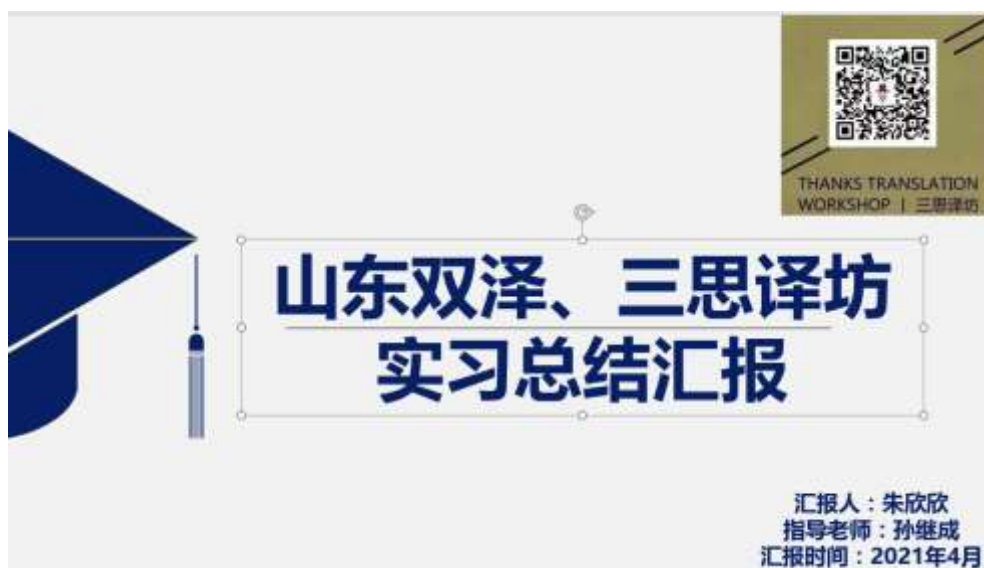 THANKS TRANSLATION
WORKSHOP | 三思译坊
山东双泽、三思译坊
实习总结汇报
汇报人：朱欣欣
指导老师：孙继成
汇报时间：2021年4月